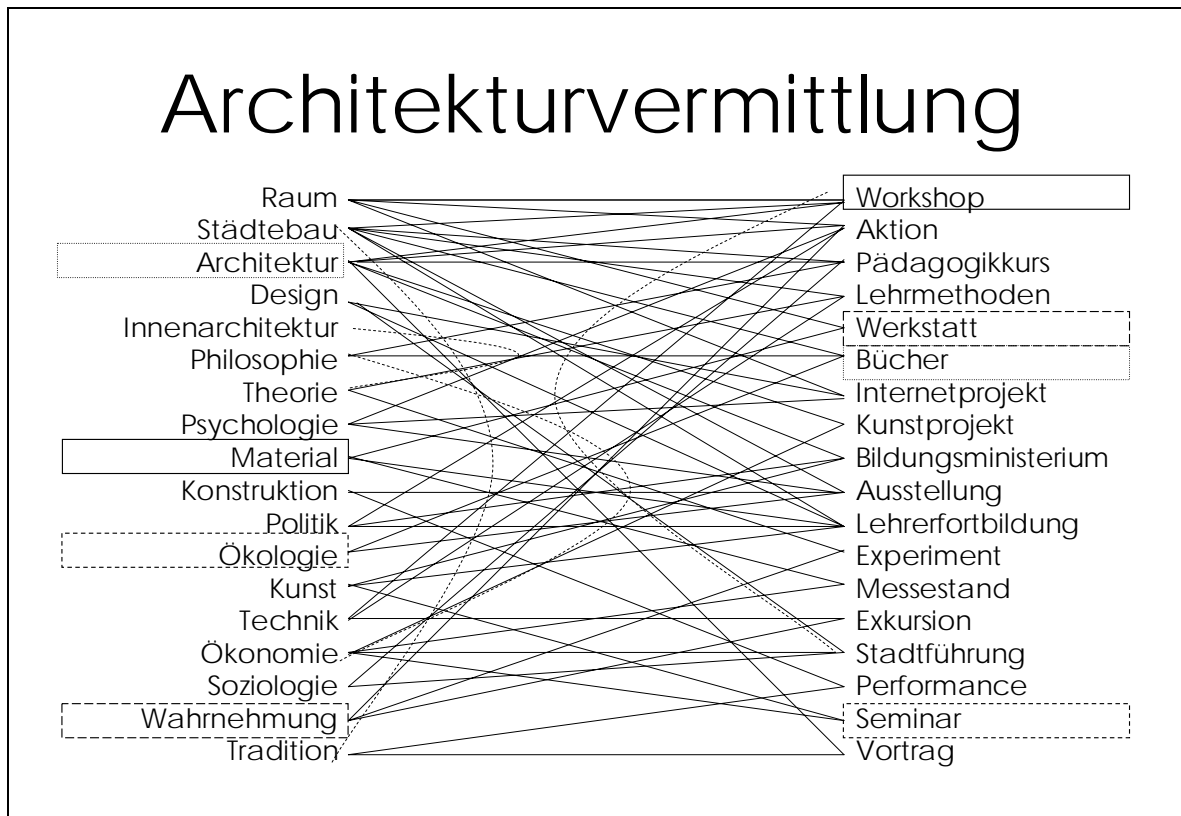 Architekturvermittlung
Raum
Städtebau
Architektur
Design
Innenarchitektur
Philosophie
Theorie
Psychologie
Material
Konstruktion
Politik
Ökologie
Kunst
Technik
Ökonomie
Soziologie
Wahrnehmung
Tradition
Workshop
Aktion
Pädagogikkurs
Lehrmethoden
Werkstatt
Bücher
Internetprojekt
Kunstprojekt
Bildungsministerium
Ausstellung
Lehrerfortbildung
Experiment
Messestand
Exkursion
Stadtführung
Performance
Seminar
Vortrag